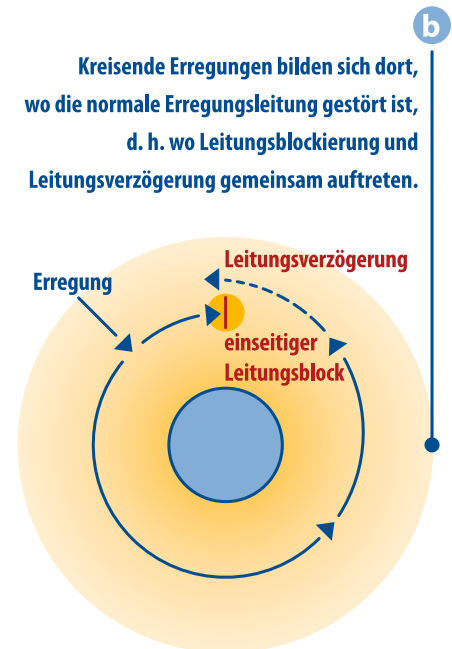 b
Kreisende Erregungen bilden sich dort,
wo die normale Erregungsleitung gestört ist,
d. h. wo Leitungsblockierung und
Leitungsverzögerung gemeinsam auftreten.
Leitungsverzögerung
Erregung
einseitiger
Leitungsblock